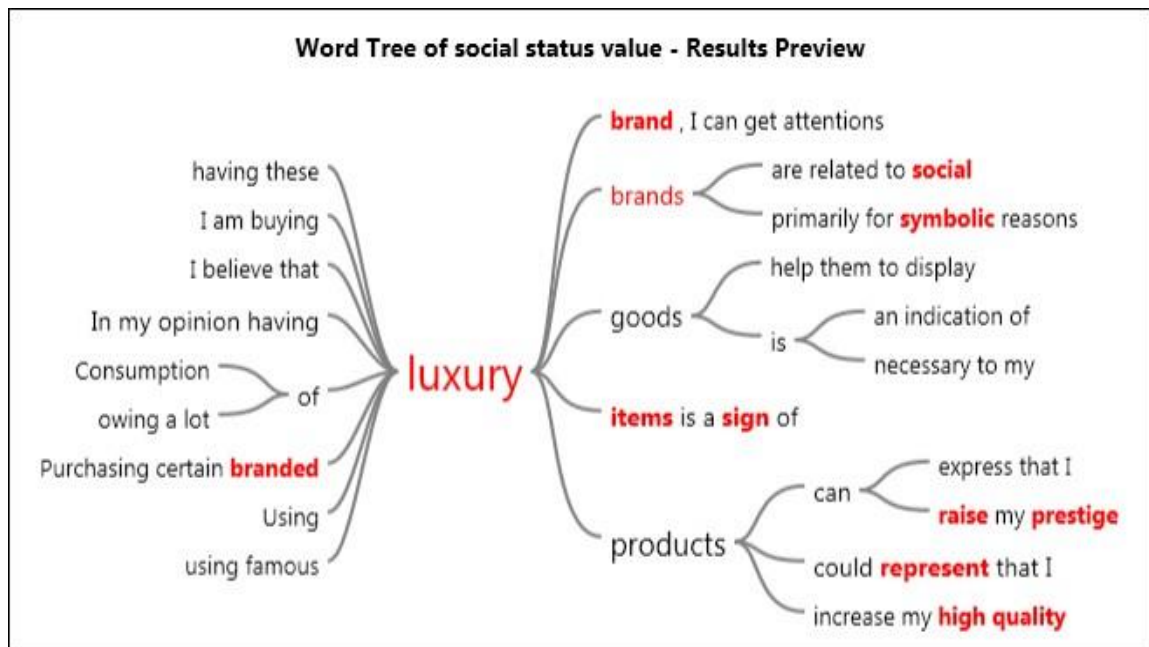 Word Tree of social status value - Results Preview
having these
I am buying
I believe that
In my opinion having
Consumption
owing a lot
of
Purchasing certain branded
Using
using famous
luxury
brand , I can get attentions
brands
are related to social
primarily for symbolic reasons
goods
help them to display
is
an indication of
necessary to my
items is a sign of
products
can
express that I
raise my prestige
could represent that I
increase my high quality